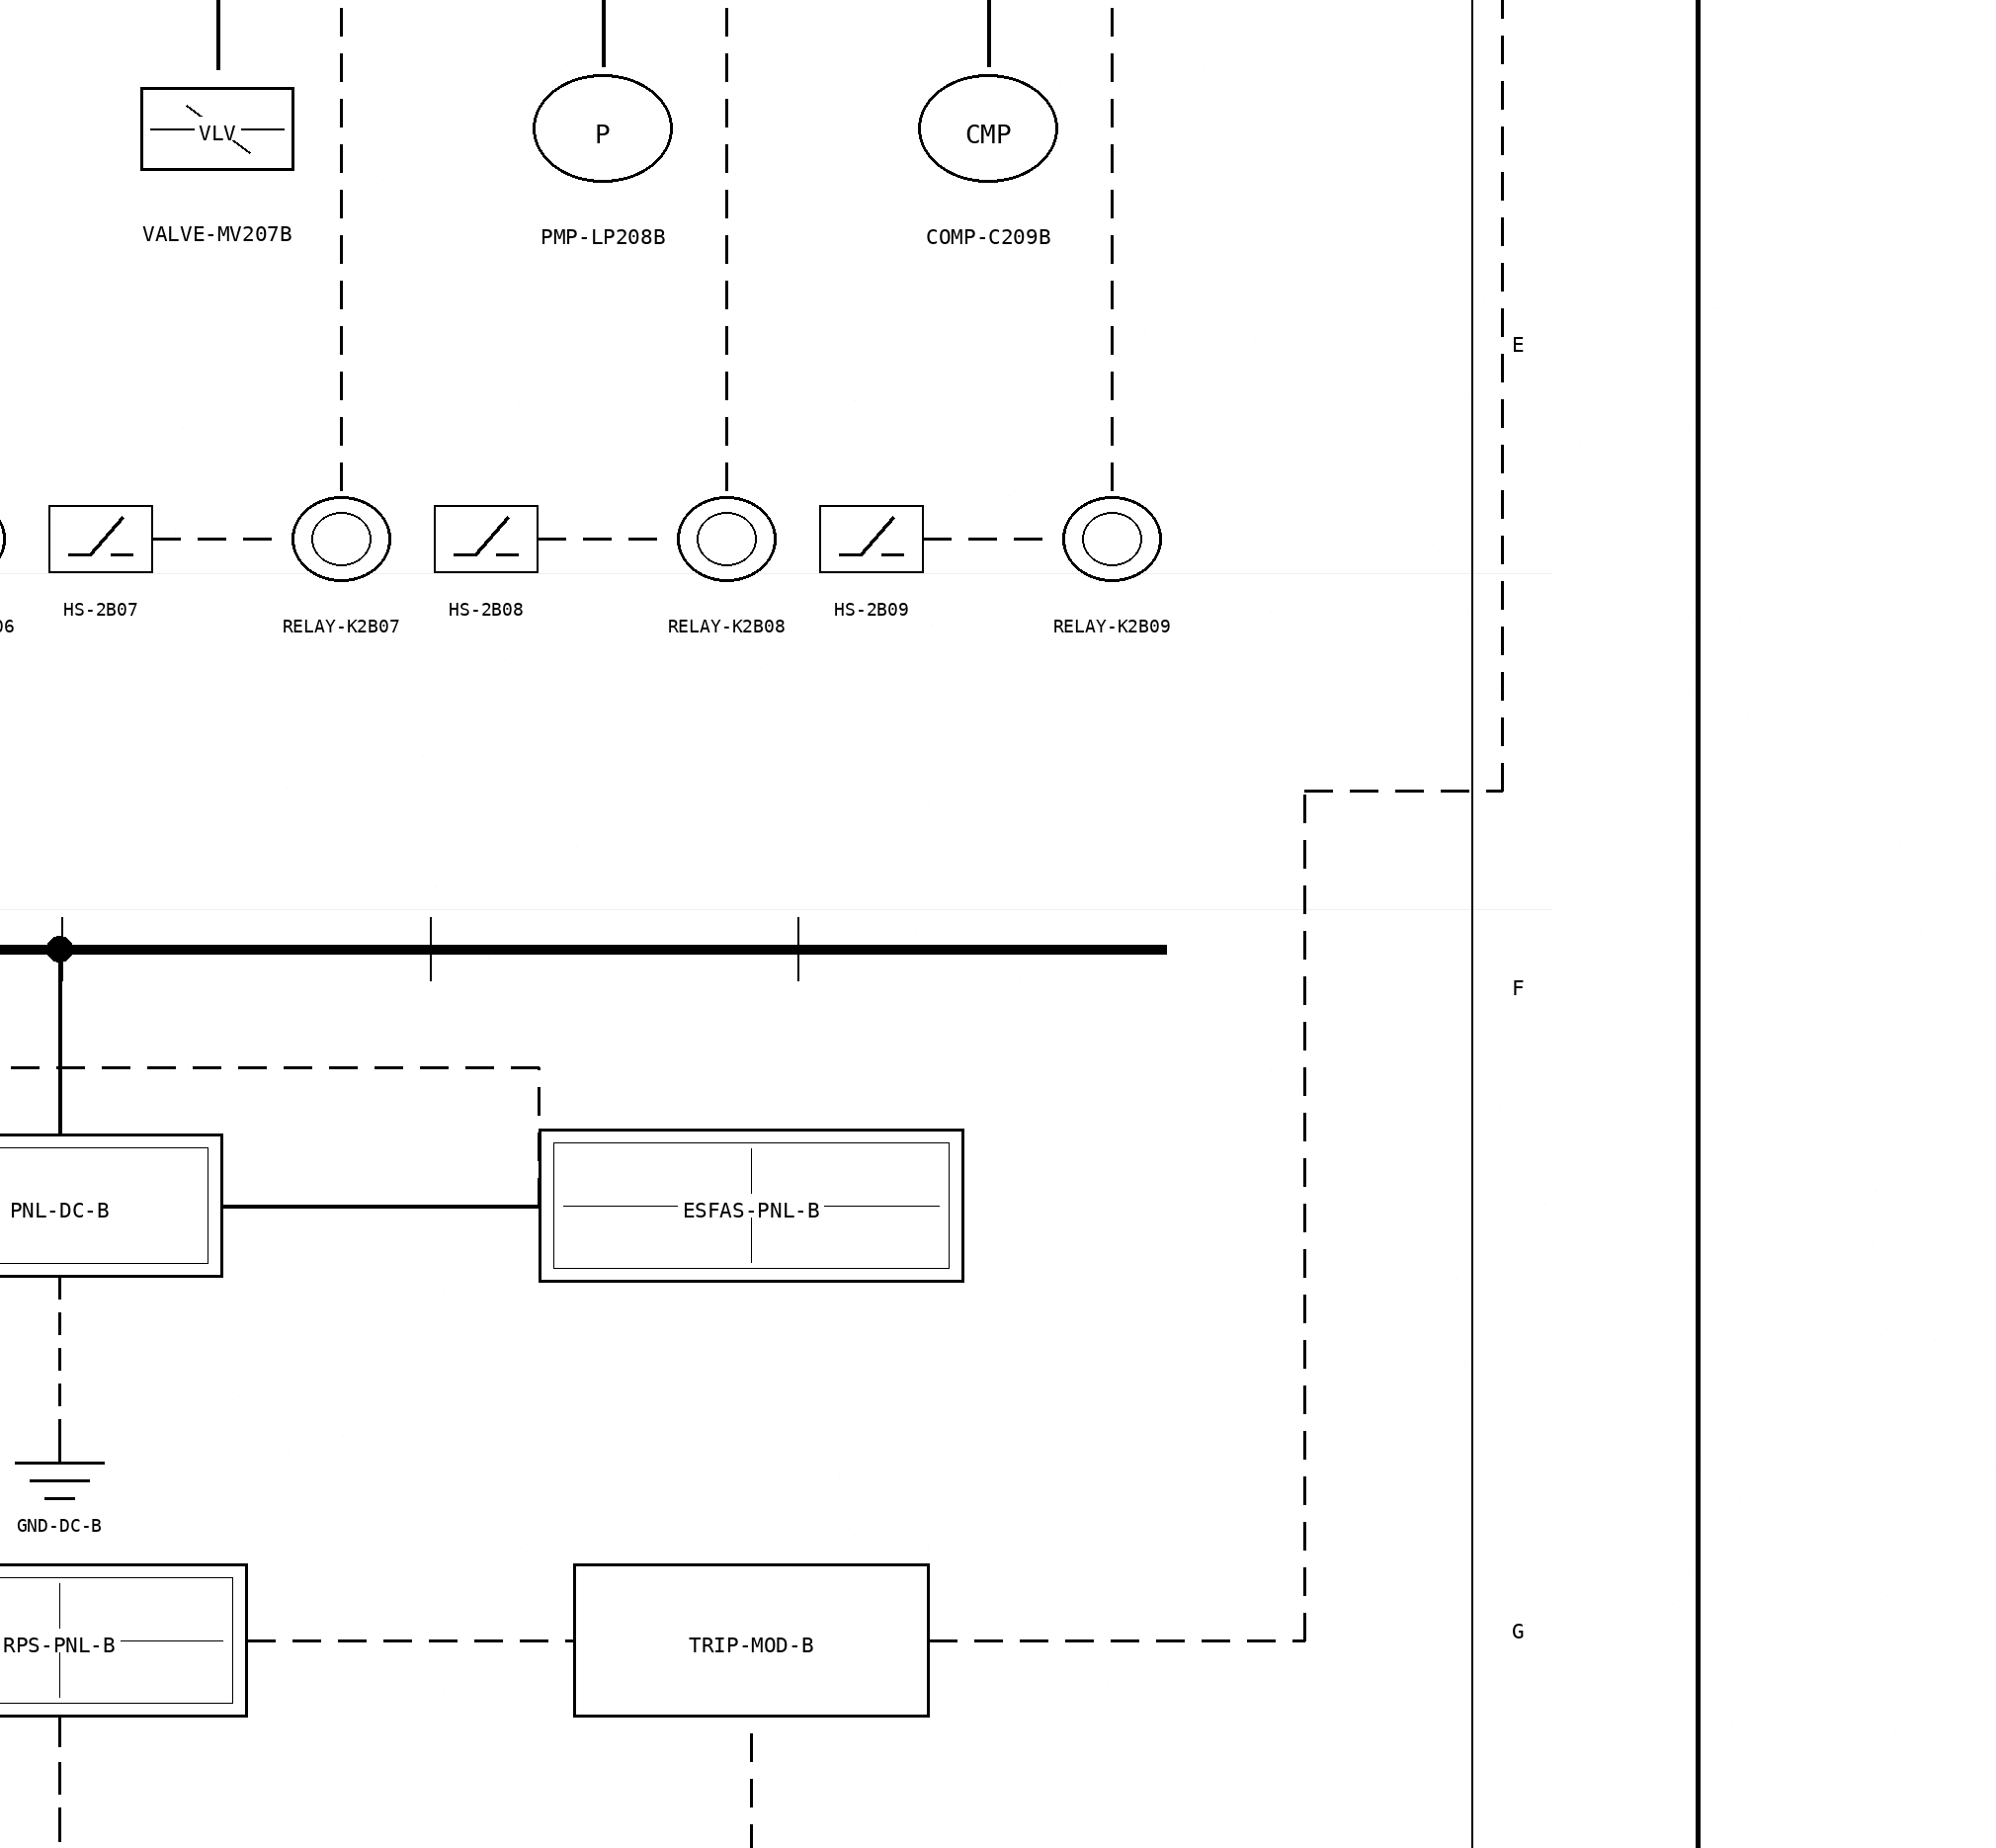 VLV
P
CMP
VALVE-MV207B
PMP-LP208B
COMP-C209B
E
HS-2B07
HS-2B08
HS-2B09
06
RELAY-K2B07
RELAY-K2B08
RELAY-K2B09
F
PNL-DC-B
ESFAS-PNL-B
GND-DC-B
G
RPS-PNL-B
TRIP-MOD-B